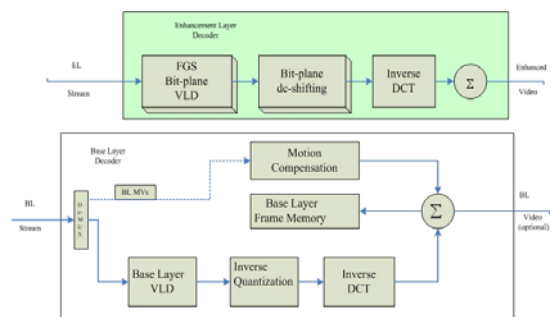 Enhancement Layer
Decoder
EL
Stream
FGS
Bit-plane
VLD
Bit-plane
dc-shifting
Inverse
DCT
Σ
Enhanced
Video
Base Layer
Decoder
BL
Stream
DeMUX
BL MVs
Motion
Compensation
Base Layer
Frame Memory
Σ
BL
Video
(optional)
Base Layer
VLD
Inverse
Quantization
Inverse
DCT